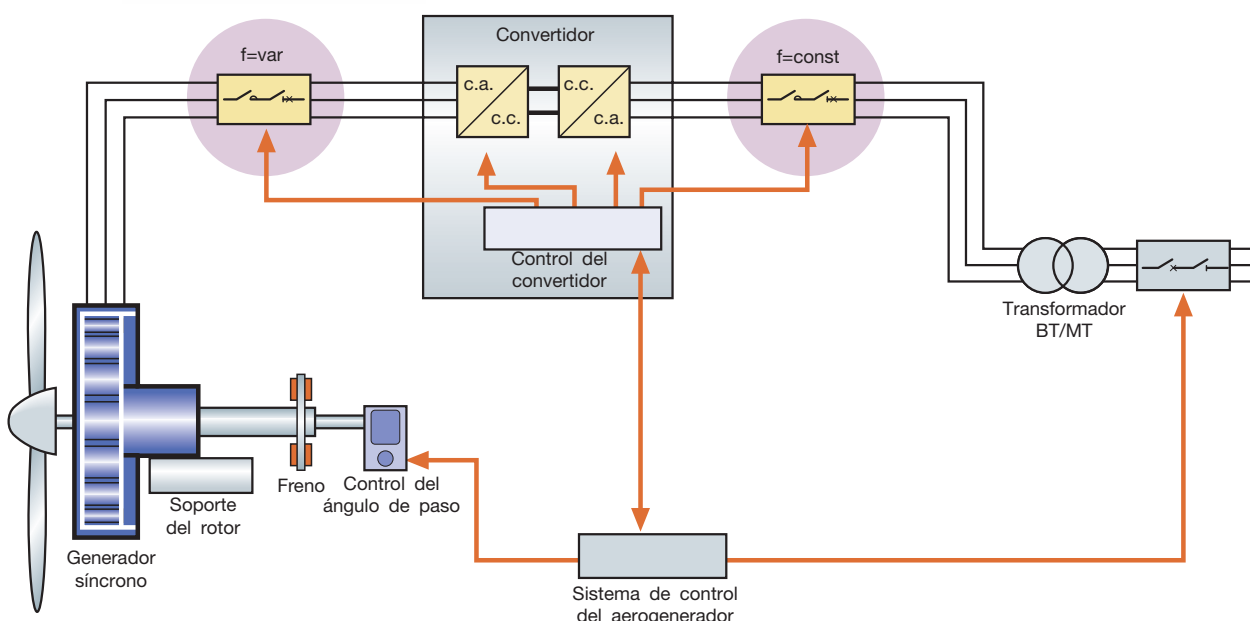 Convertidor
f=var
f=const
c.a.
c.c.
c.c.
c.a.
Control del
convertidor
Transformador
BT/MT
Freno
Control del
ángulo de paso
Soporte
del rotor
Generador
síncrono
Sistema de control
del aerogenerador